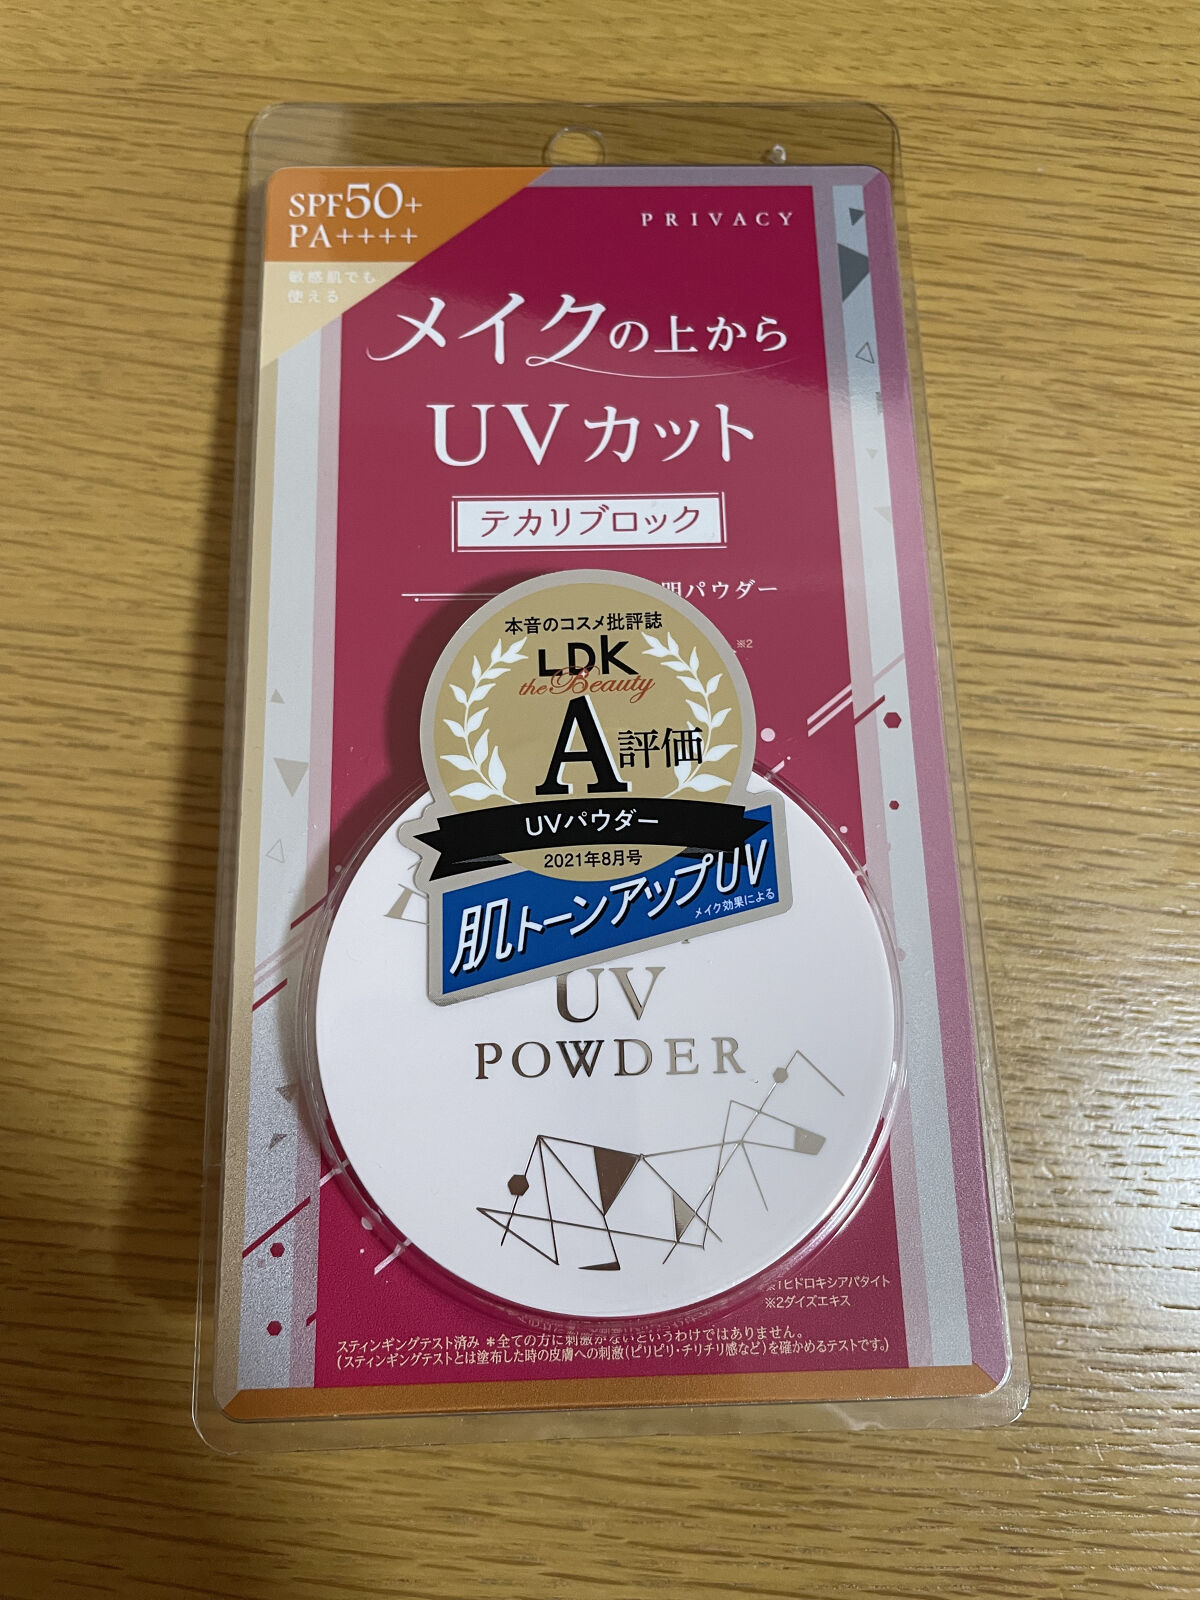 SPF50+
PA++++
敏感肌でも
使える
PRIVACY
メイクの上から
UVカット
テカリブロック
パウダー
※2
本音のコスメ批評誌
LDK
the Beauty
A評価
UVパウダー
2021年8月号
肌トーンアップUV
メイク効果による
UV
POWDER
※1ヒドロキシアパタイト
※2ダイズエキス
スティンギングテスト済み *全ての方に刺激がないというわけではありません。
(スティンギングテストとは塗布した時の皮膚への刺激(ピリピリ・チリチリ感など)を確かめるテストです。)